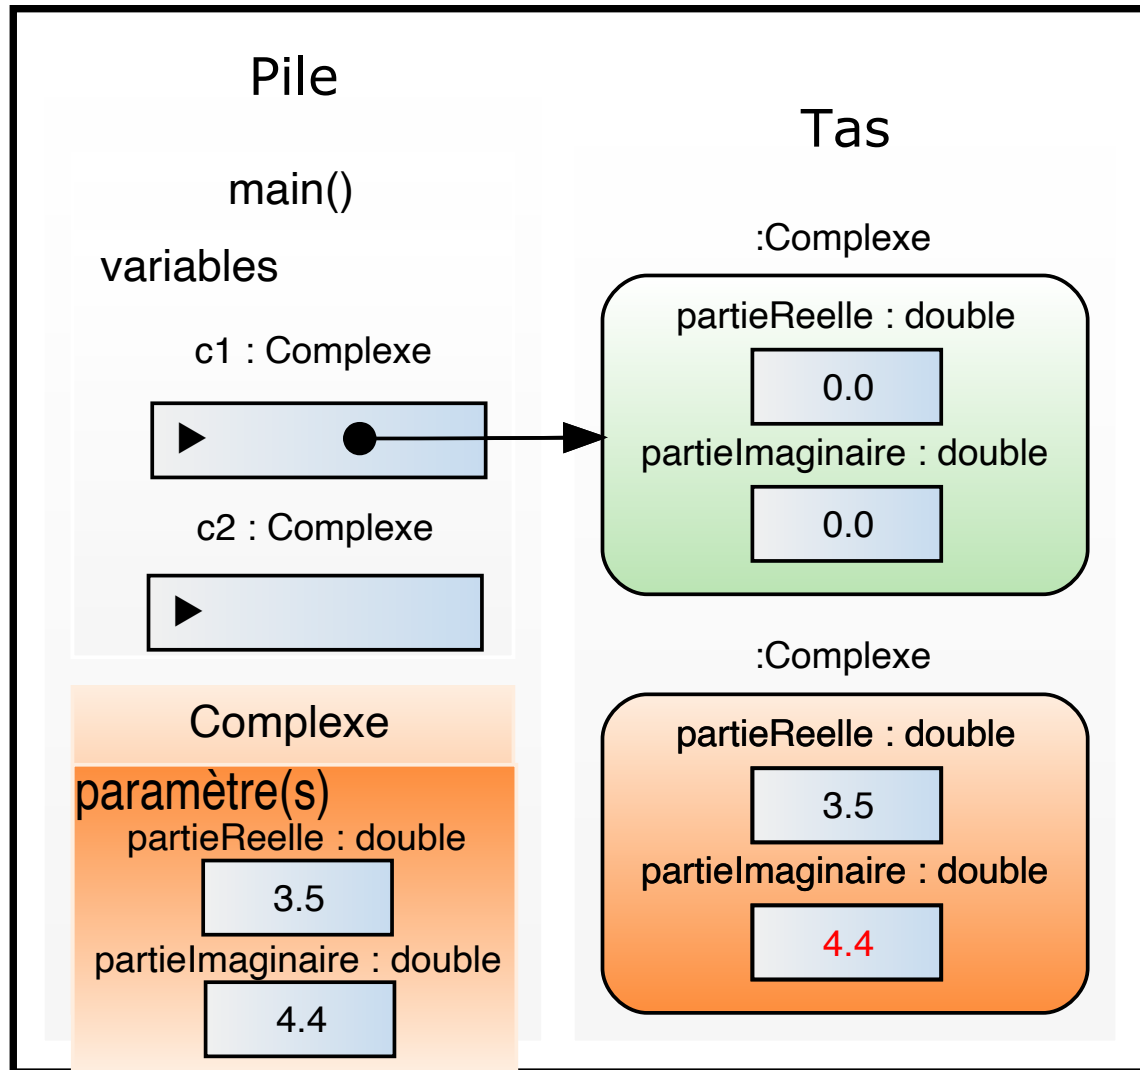 Pile
main()
variables
c1 : Complexe
c2 : Complexe
Complexe
paramètre(s)
partieReelle : double
3.5
partieImaginaire : double
4.4
Tas
:Complexe
partieReelle : double
0.0
partieImaginaire : double
0.0
:Complexe
partieReelle : double
3.5
partieImaginaire : double
4.4